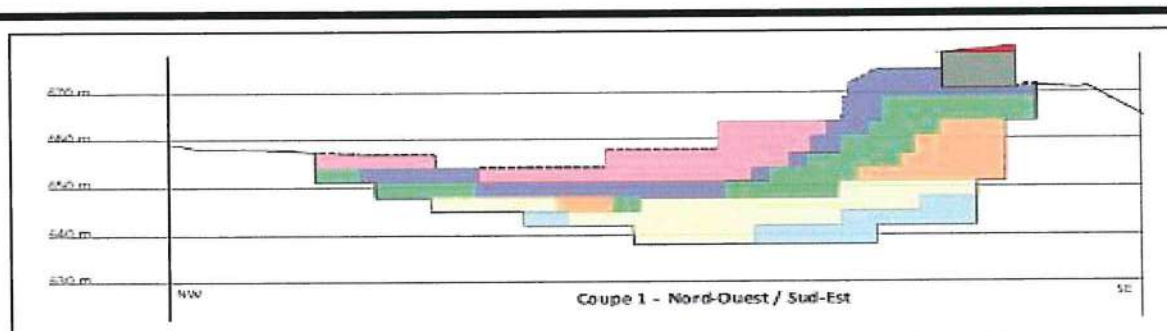 670 m
660 m
650 m
640 m
630 m
NW
SE
Coupe 1 - Nord-Ouest / Sud-Est